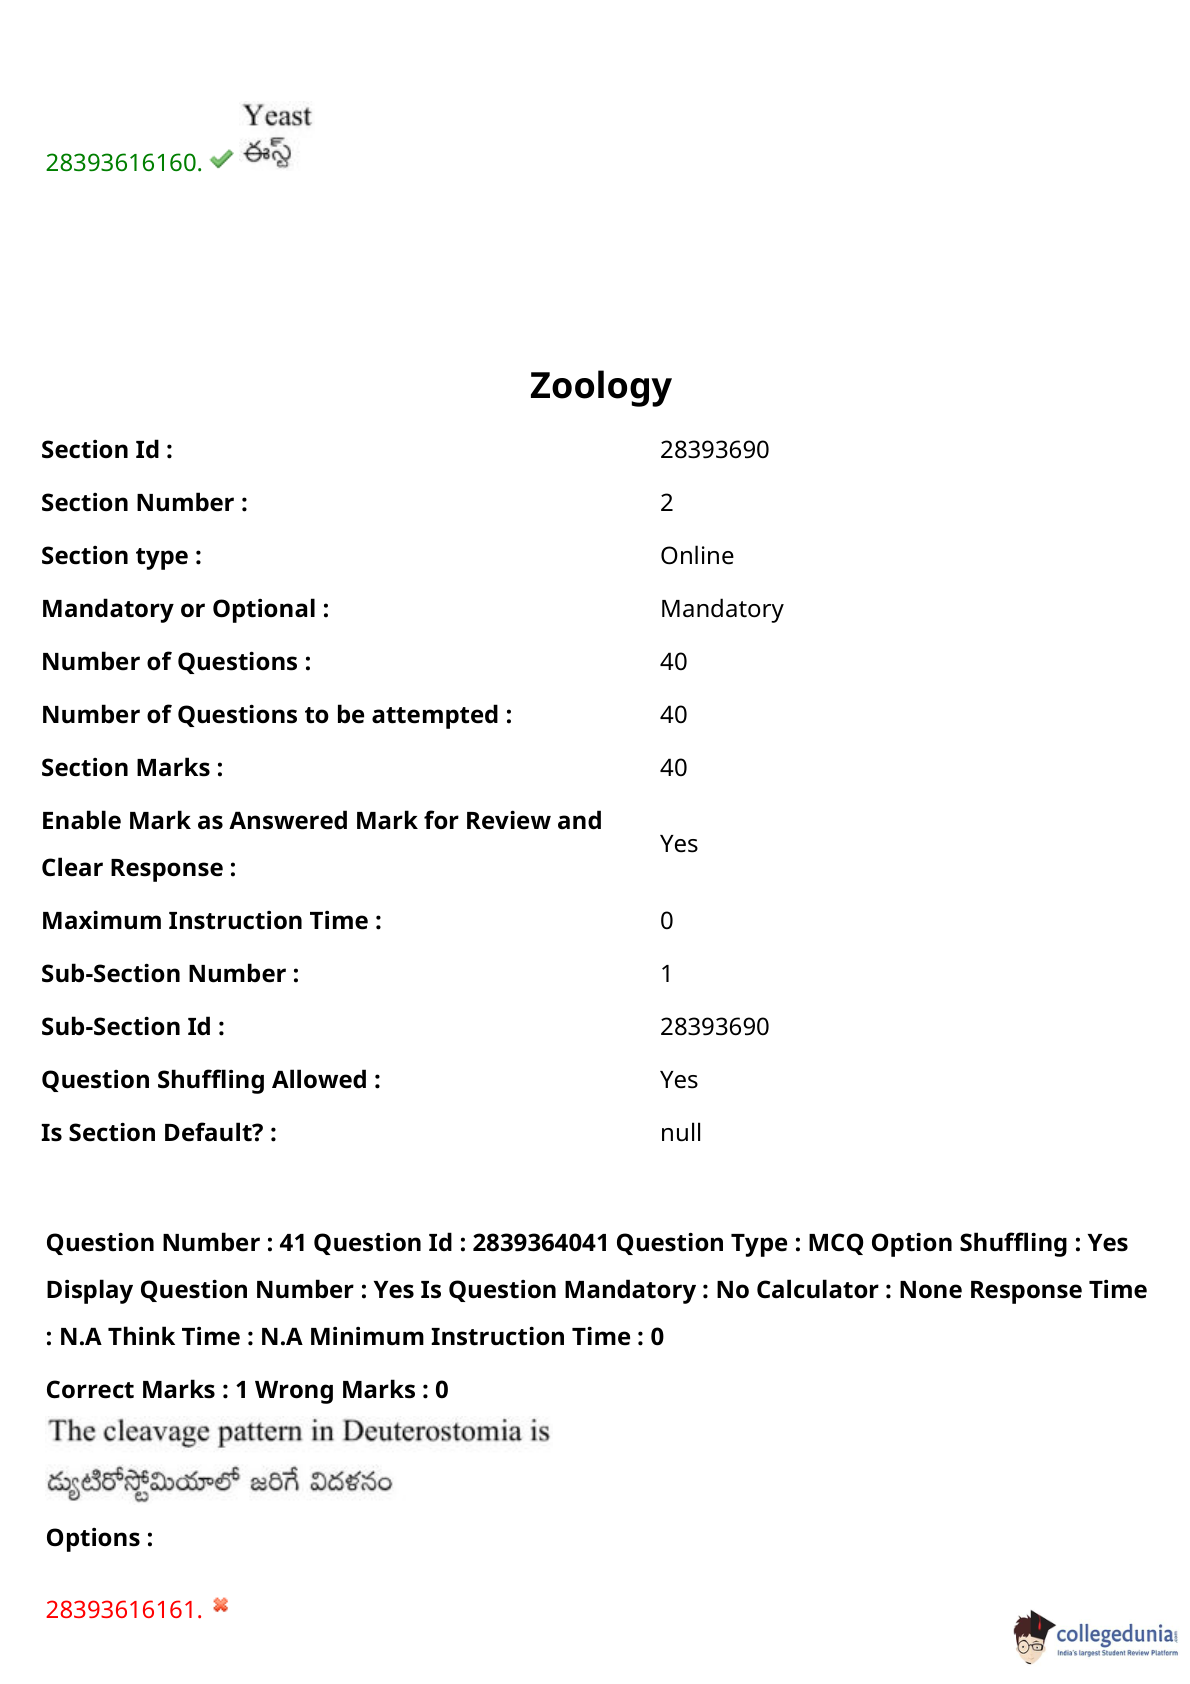 Yeast
28393616160. ఈస్ట్
Zoology
Section Id : 28393690
Section Number : 2
Section type : Online
Mandatory or Optional : Mandatory
Number of Questions : 40
Number of Questions to be attempted : 40
Section Marks : 40
Enable Mark as Answered Mark for Review and
Clear Response : Yes
Maximum Instruction Time : 0
Sub-Section Number : 1
Sub-Section Id : 28393690
Question Shuffling Allowed : Yes
Is Section Default? : null
Question Number : 41 Question Id : 2839364041 Question Type : MCQ Option Shuffling : Yes
Display Question Number : Yes Is Question Mandatory : No Calculator : None Response Time
: N.A Think Time : N.A Minimum Instruction Time : 0
Correct Marks : 1 Wrong Marks : 0
The cleavage pattern in Deuterostomia is
డ్యుటిరోస్టోమియాలో జరిగే విదళనం
Options :
28393616161.
collegedunia
India's largest Student Review Platform